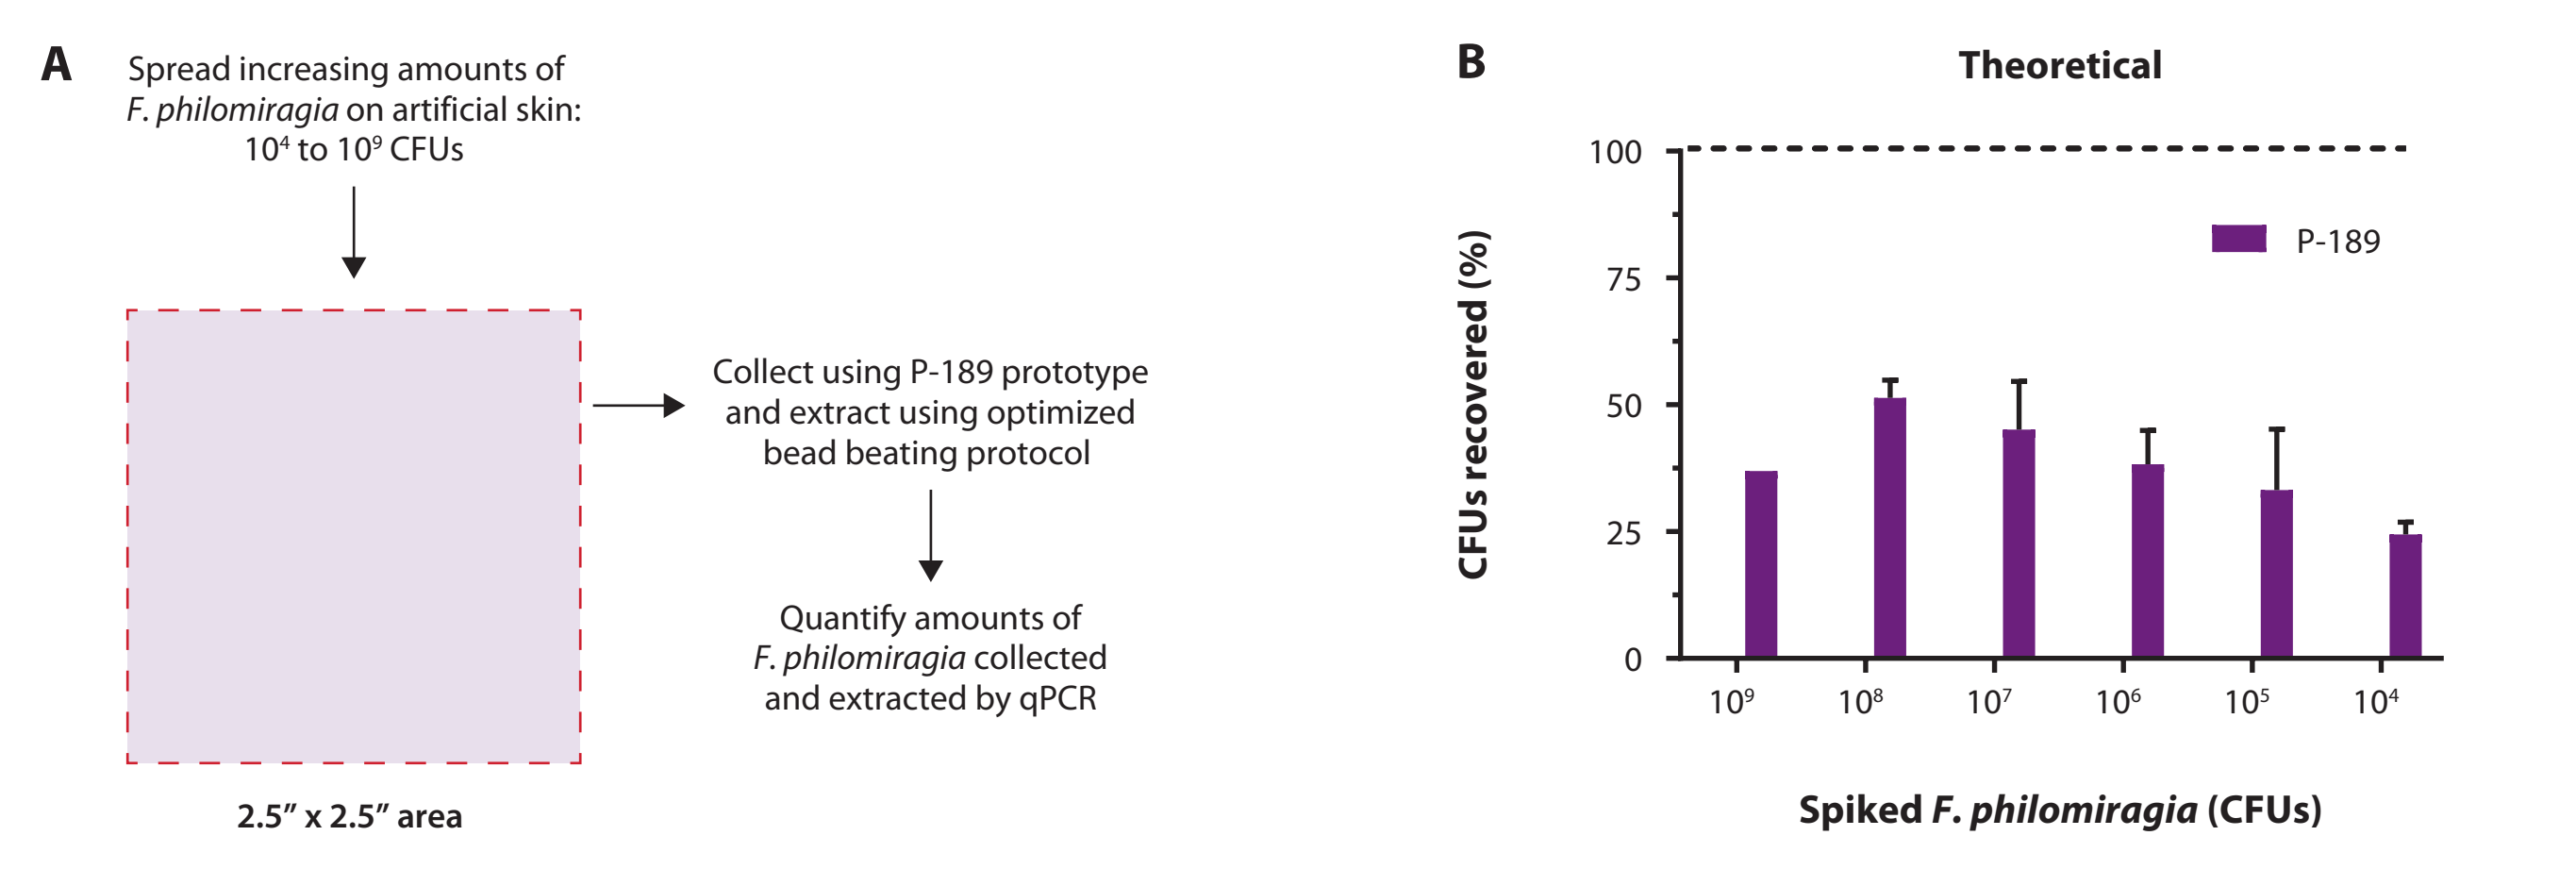 A
Spread increasing amounts of
F. philomiragia on artificial skin:
10⁴ to 10⁹ CFUs
2.5” x 2.5” area
Collect using P-189 prototype
and extract using optimized
bead beating protocol
Quantify amounts of
F. philomiragia collected
and extracted by qPCR
B
Theoretical
CFUs recovered (%)
100
75
50
25
0
P-189
10⁹ 10⁸ 10⁷ 10⁶ 10⁵ 10⁴
Spiked F. philomiragia (CFUs)